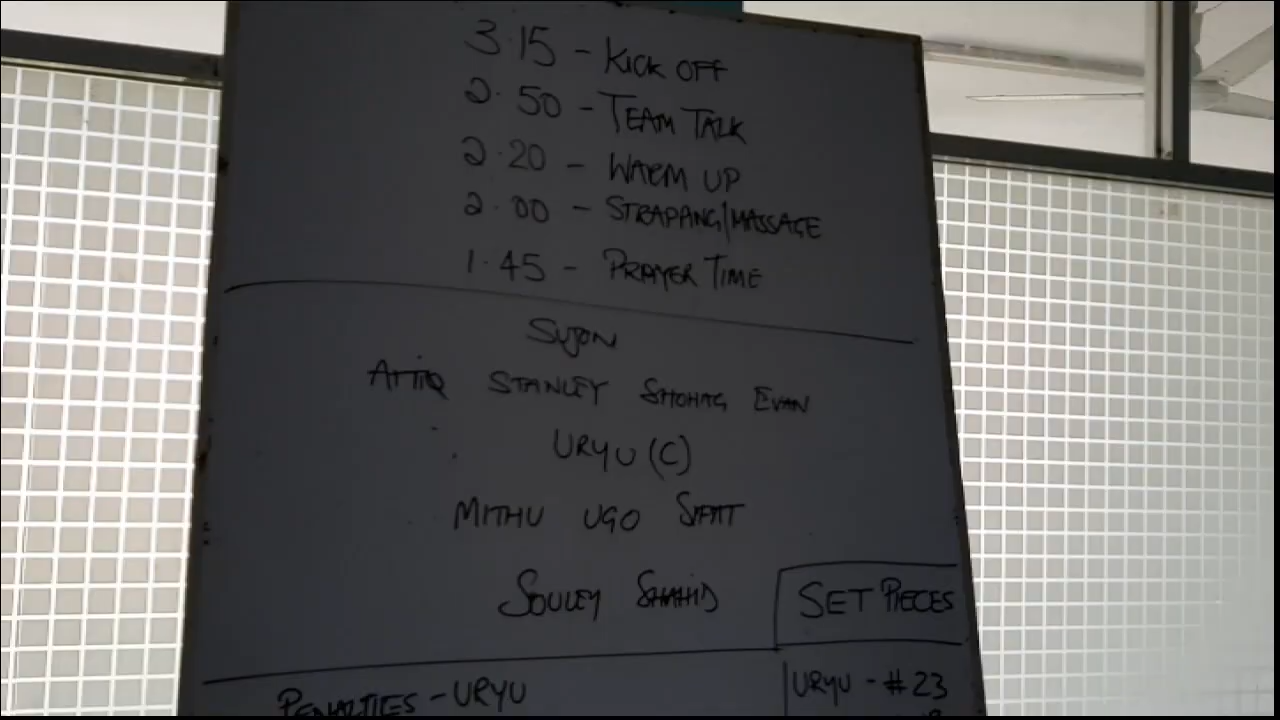 3.15 - KICK OFF
2.50 - TEAM TALK
2.20 - WARM UP
2.00 - STRAPPING/MASSAGE
1.45 - PRAYER TIME
SUJON
ATTIQ STANLEY SHOHAG EVAN
URYU (C)
MITHU UGO SIFAT
SOULEY SHAHID
SET PIECES
PENALTIES - URYU
URYU - #23